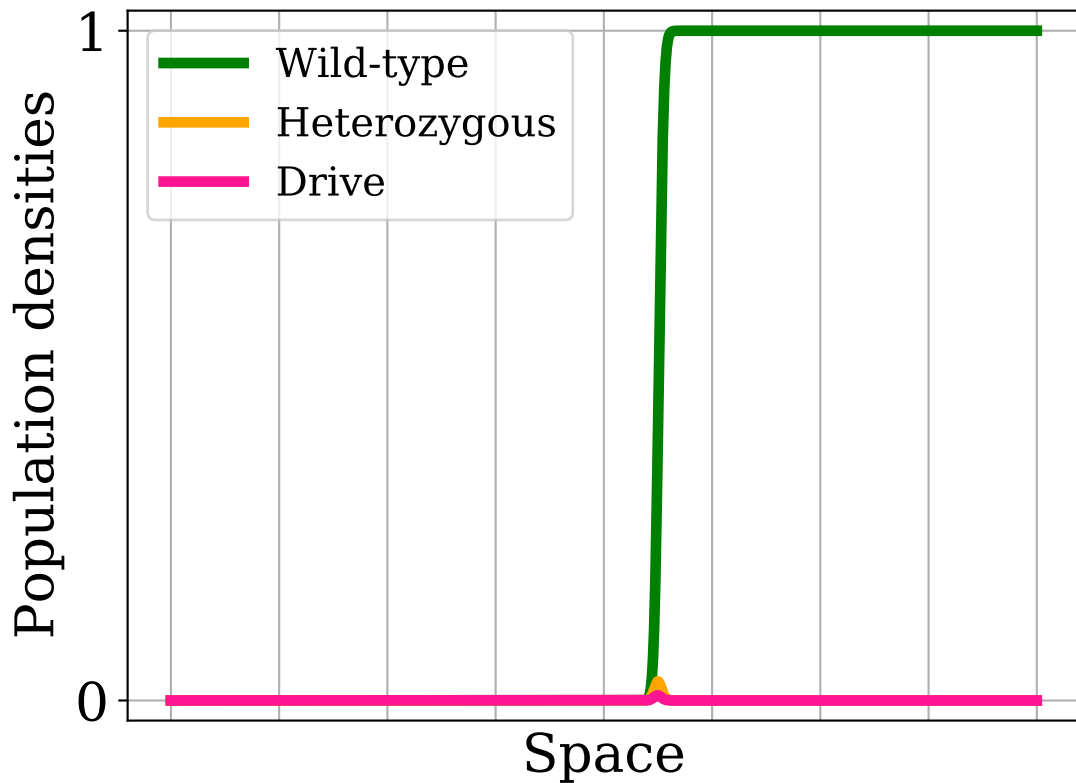 1
Wild-type
Heterozygous
Drive
Population densities
0
Space